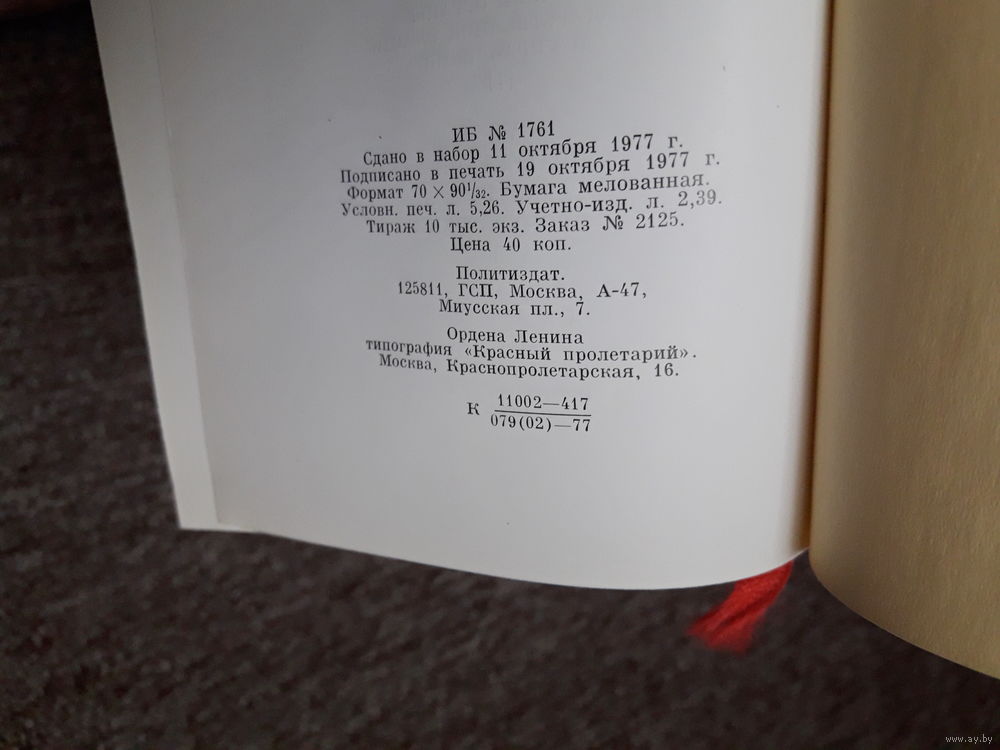 ИБ № 1761
Сдано в набор 11 октября 1977 г.
Подписано в печать 19 октября 1977 г.
Формат 70 × 90¹/₃₂. Бумага мелованная.
Условн. печ. л. 5,26. Учетно-изд. л. 2,39.
Тираж 10 тыс. экз. Заказ № 2125.
Цена 40 коп.
Политиздат.
125811, ГСП, Москва, А-47,
Миусская пл., 7.
Ордена Ленина
типография «Красный пролетарий».
Москва, Краснопролетарская, 16.
К 11002—417
079(02)—77
www.ay.by